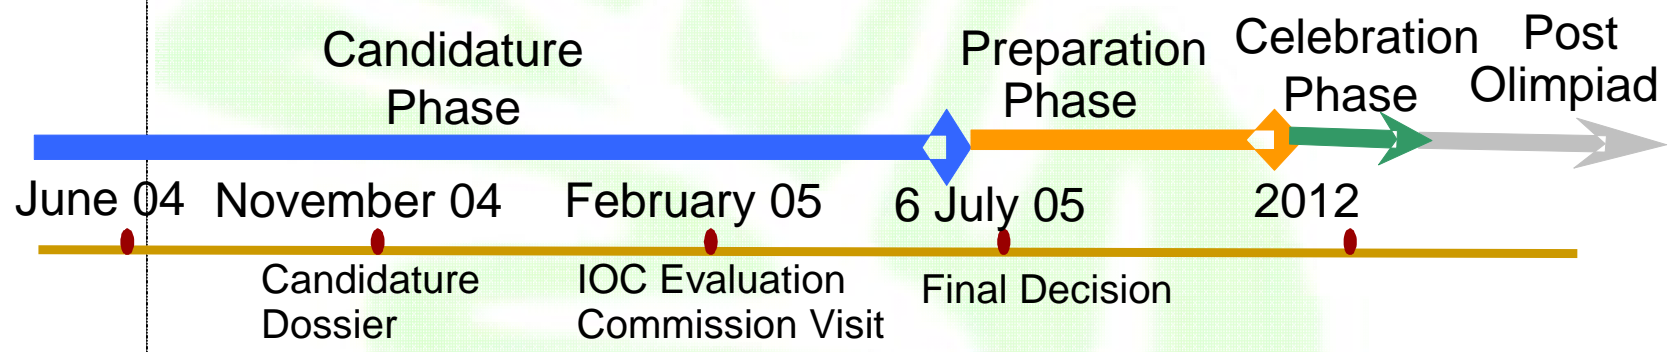 Candidature
Phase
Preparation
Phase
Celebration
Phase
Post
Olimpiad
June 04
November 04
February 05
6 July 05
2012
Candidature
Dossier
IOC Evaluation
Commission Visit
Final Decision